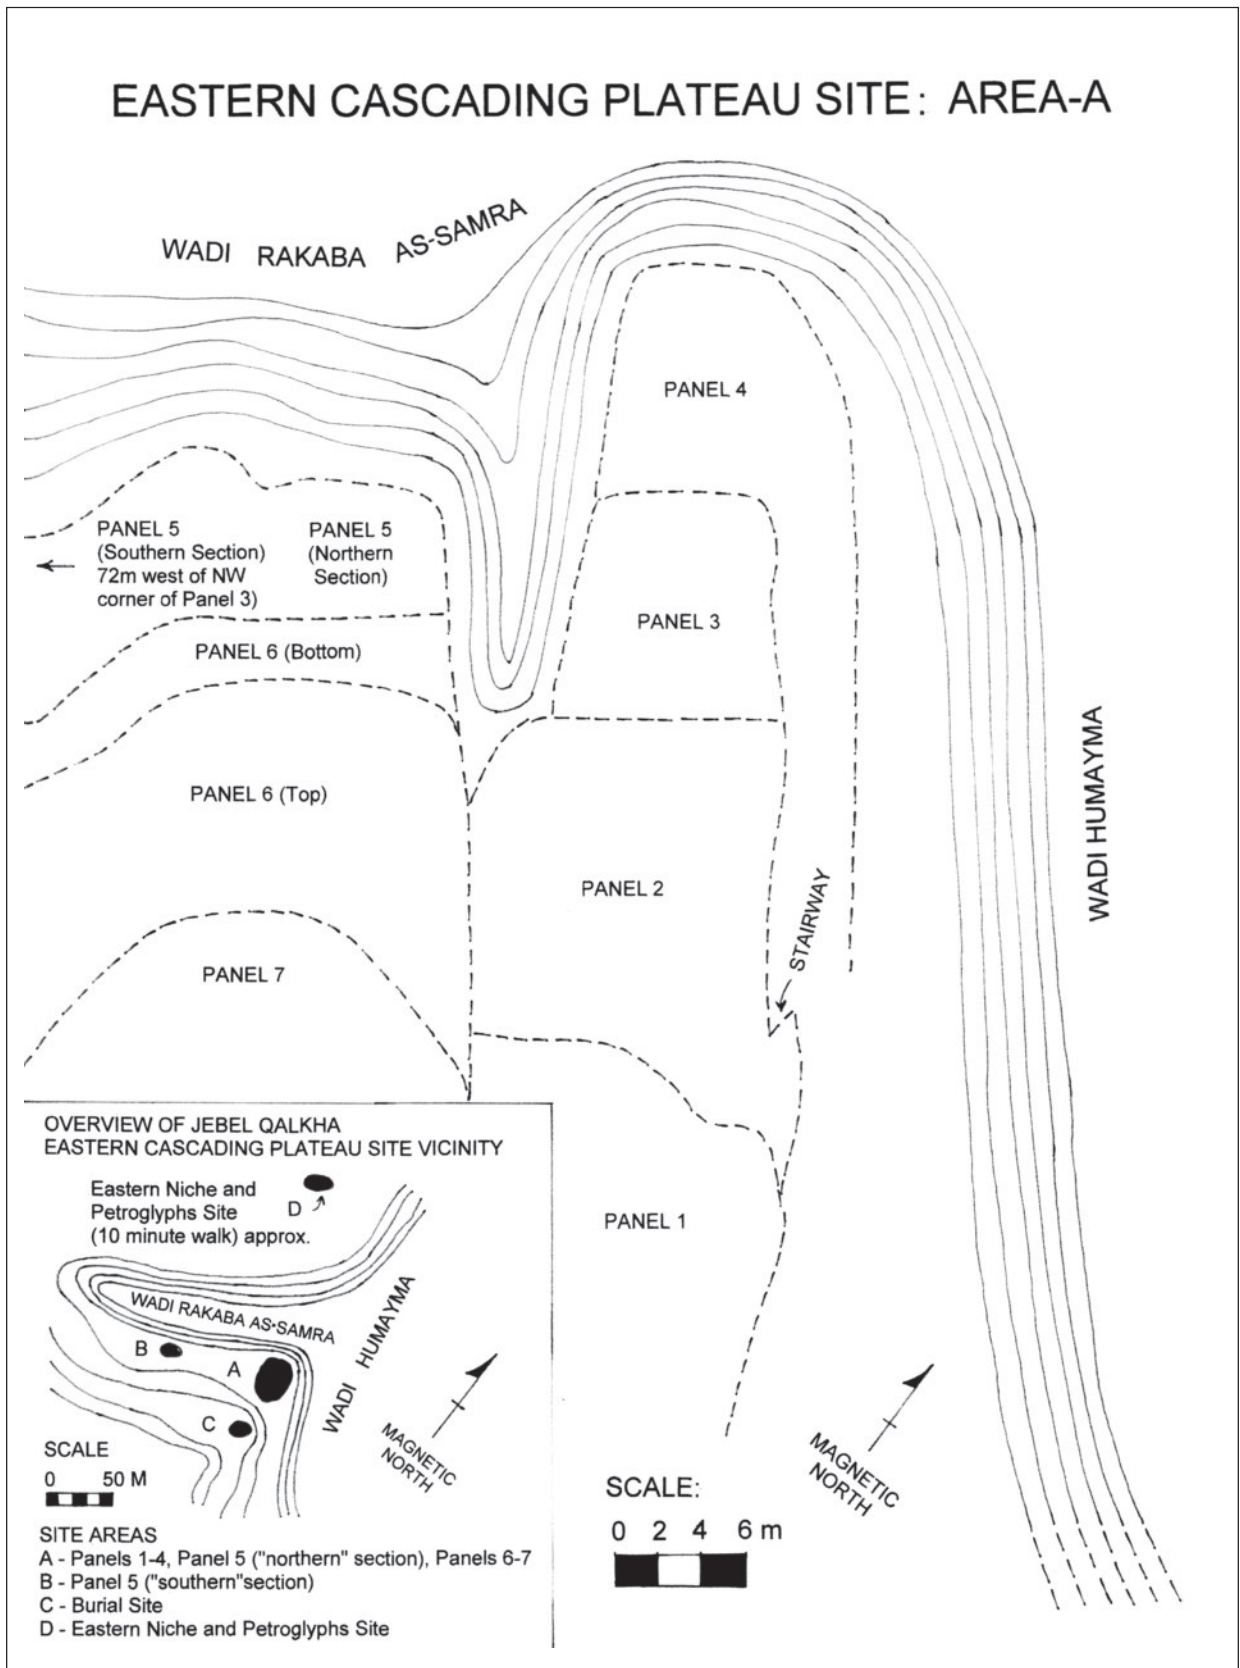 EASTERN CASCADING PLATEAU SITE: AREA-A
WADI RAKABA AS-SAMRA
PANEL 4
PANEL 5
(Southern Section)
72m west of NW
corner of Panel 3)
PANEL 5
(Northern
Section)
PANEL 3
PANEL 6 (Bottom)
PANEL 6 (Top)
PANEL 2
STAIRWAY
WADI HUMAYMA
PANEL 7
PANEL 1
OVERVIEW OF JEBEL QALKHA
EASTERN CASCADING PLATEAU SITE VICINITY
Eastern Niche and
Petroglyphs Site
(10 minute walk) approx.
D
WADI RAKABA AS-SAMRA
WADI HUMAYMA
B
A
C
MAGNETIC
NORTH
SCALE
0 50 M
SITE AREAS
A - Panels 1-4, Panel 5 ("northern" section), Panels 6-7
B - Panel 5 ("southern"section)
C - Burial Site
D - Eastern Niche and Petroglyphs Site
MAGNETIC
NORTH
SCALE:
0 2 4 6 m